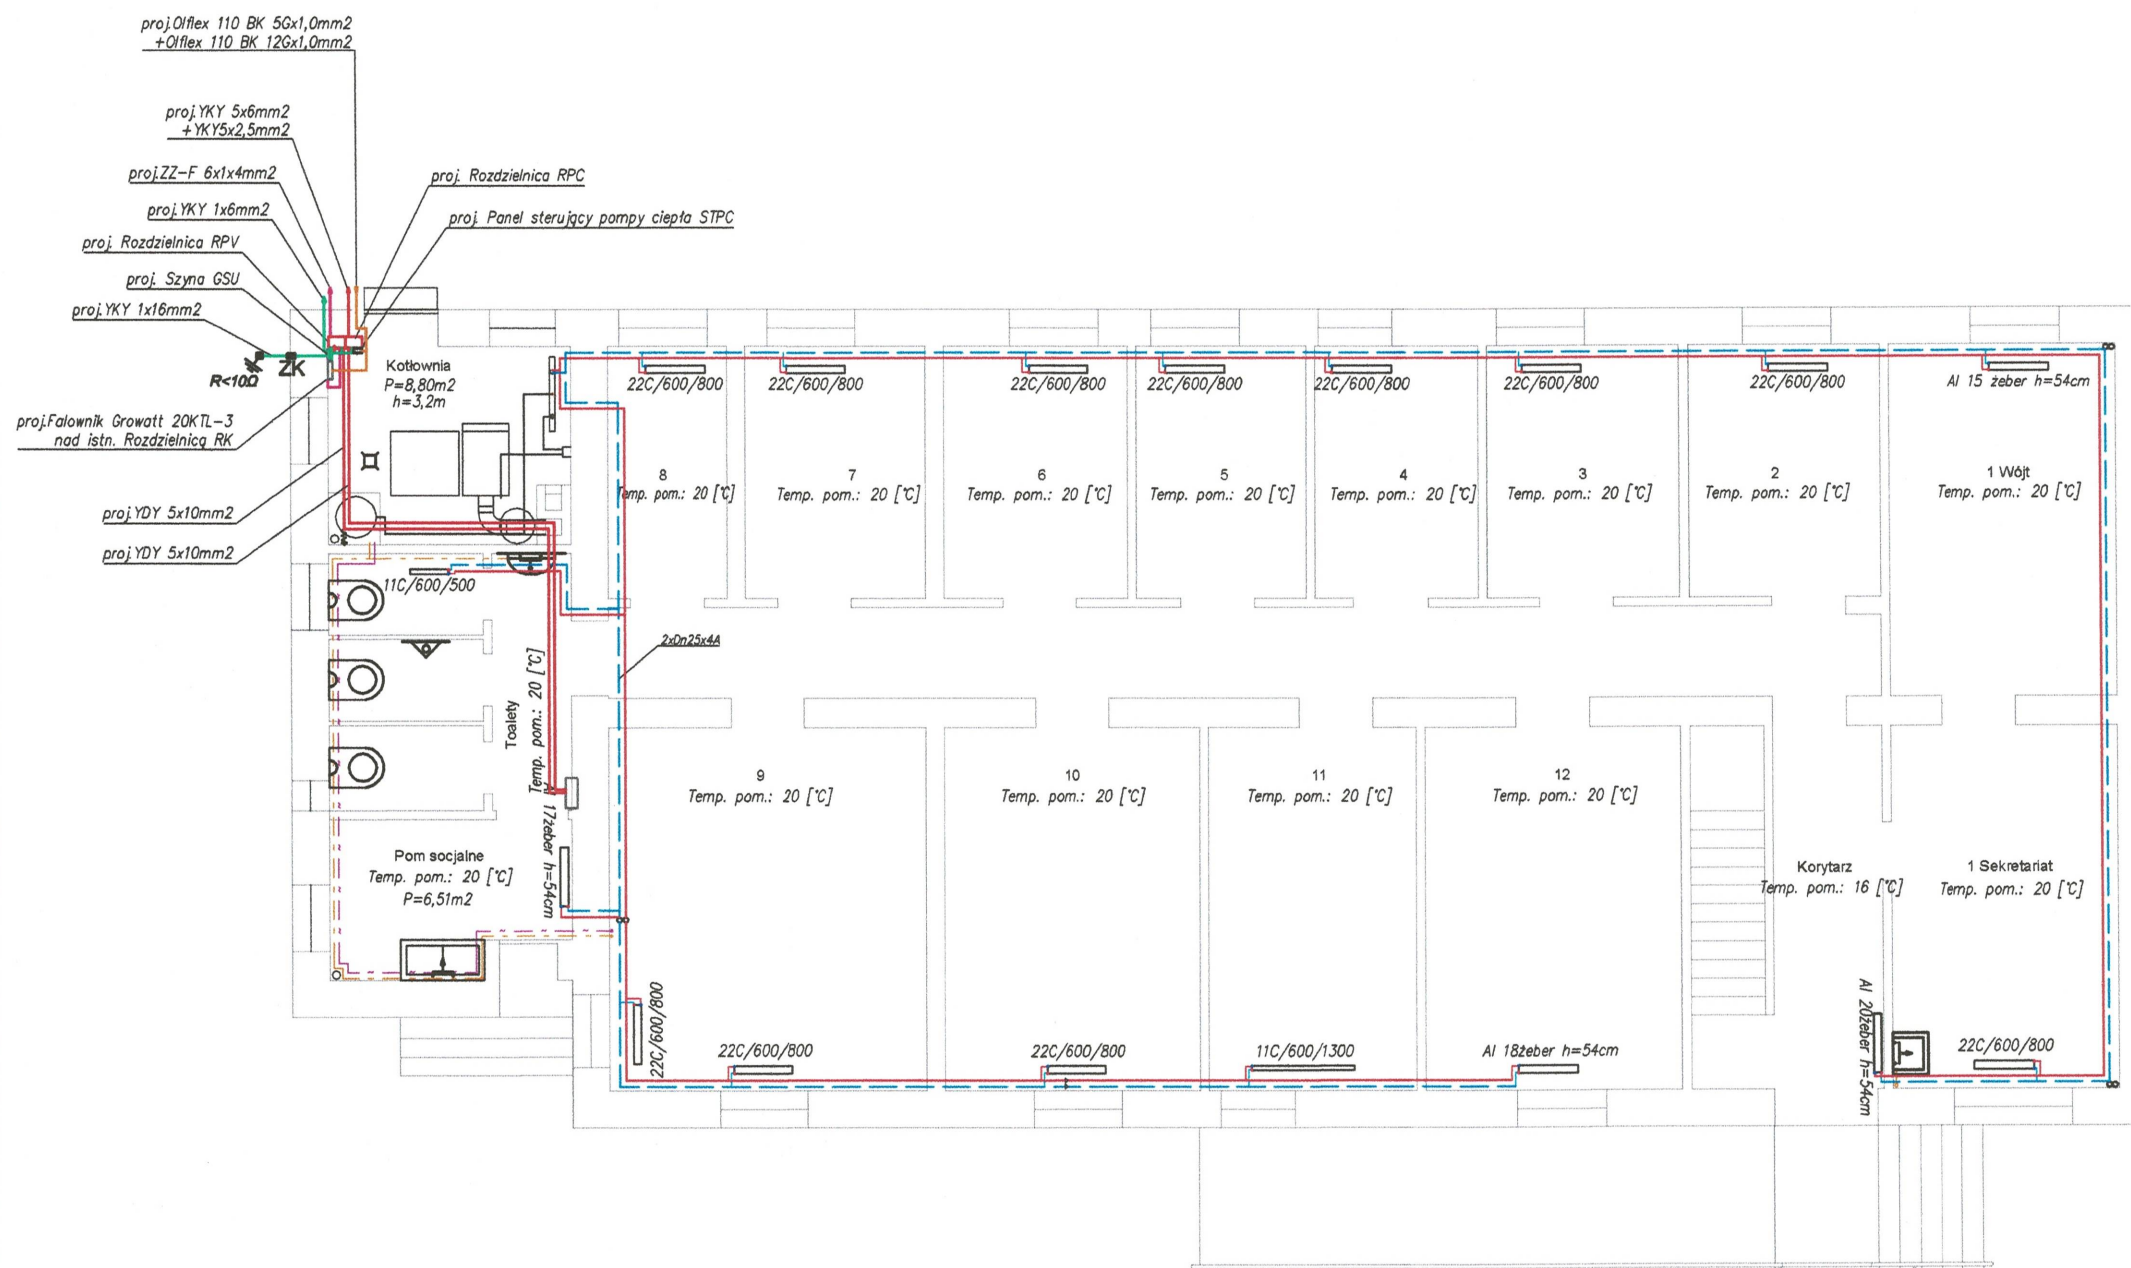 proj.Olflex 110 BK 5Gx1,0mm2
+Olflex 110 BK 12Gx1,0mm2
proj.YKY 5x6mm2
+YKY5x2,5mm2
proj.ZZ-F 6x1x4mm2
proj.YKY 1x6mm2
proj. Rozdzielnica RPV
proj. Szyna GSU
proj.YKY 1x16mm2
proj. Rozdzielnica RPC
proj. Panel sterujący pompy ciepła STPC
R<10Ω
ZK
Kotłownia
P=8,80m2
h=3,2m
proj.Falownik Growatt 20KTL-3
nad istn. Rozdzielnicą RK
proj.YDY 5x10mm2
proj.YDY 5x10mm2
22C/600/800
22C/600/800
22C/600/800
22C/600/800
22C/600/800
22C/600/800
22C/600/800
Al 15 żeber h=54cm
8
Temp. pom.: 20 [°C]
7
Temp. pom.: 20 [°C]
6
Temp. pom.: 20 [°C]
5
Temp. pom.: 20 [°C]
4
Temp. pom.: 20 [°C]
3
Temp. pom.: 20 [°C]
2
Temp. pom.: 20 [°C]
1 Wójt
Temp. pom.: 20 [°C]
11C/600/500
2xDn25x4A
Toalety
Temp. pom.: 20 [°C]
17żeber h=54cm
Pom socjalne
Temp. pom.: 20 [°C]
P=6,51m2
9
Temp. pom.: 20 [°C]
10
Temp. pom.: 20 [°C]
11
Temp. pom.: 20 [°C]
12
Temp. pom.: 20 [°C]
Korytarz
Temp. pom.: 16 [°C]
1 Sekretariat
Temp. pom.: 20 [°C]
22C/600/800
22C/600/800
22C/600/800
11C/600/1300
Al 18żeber h=54cm
Al 20żeber h=54cm
22C/600/800